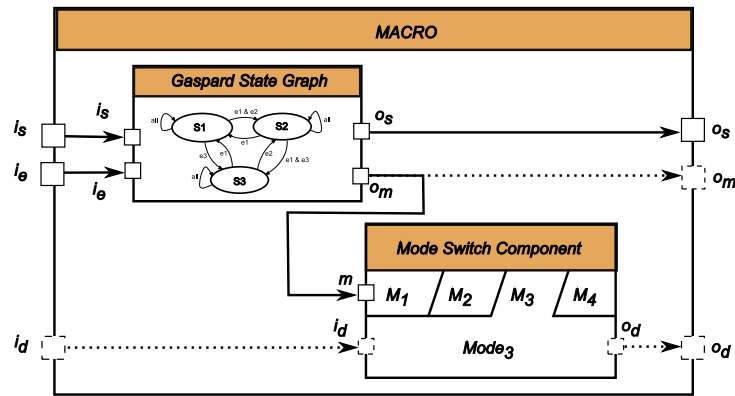 MACRO
Gaspard State Graph
i_s
i_s
all
S1
e1 & e2
S2
all
o_s
o_s
e1
i_e
i_e
e3
e1
e2
e1 & e3
all
S3
o_m
o_m
Mode Switch Component
m
M_1
M_2
M_3
M_4
i_d
i_d
Mode_3
o_d
o_d